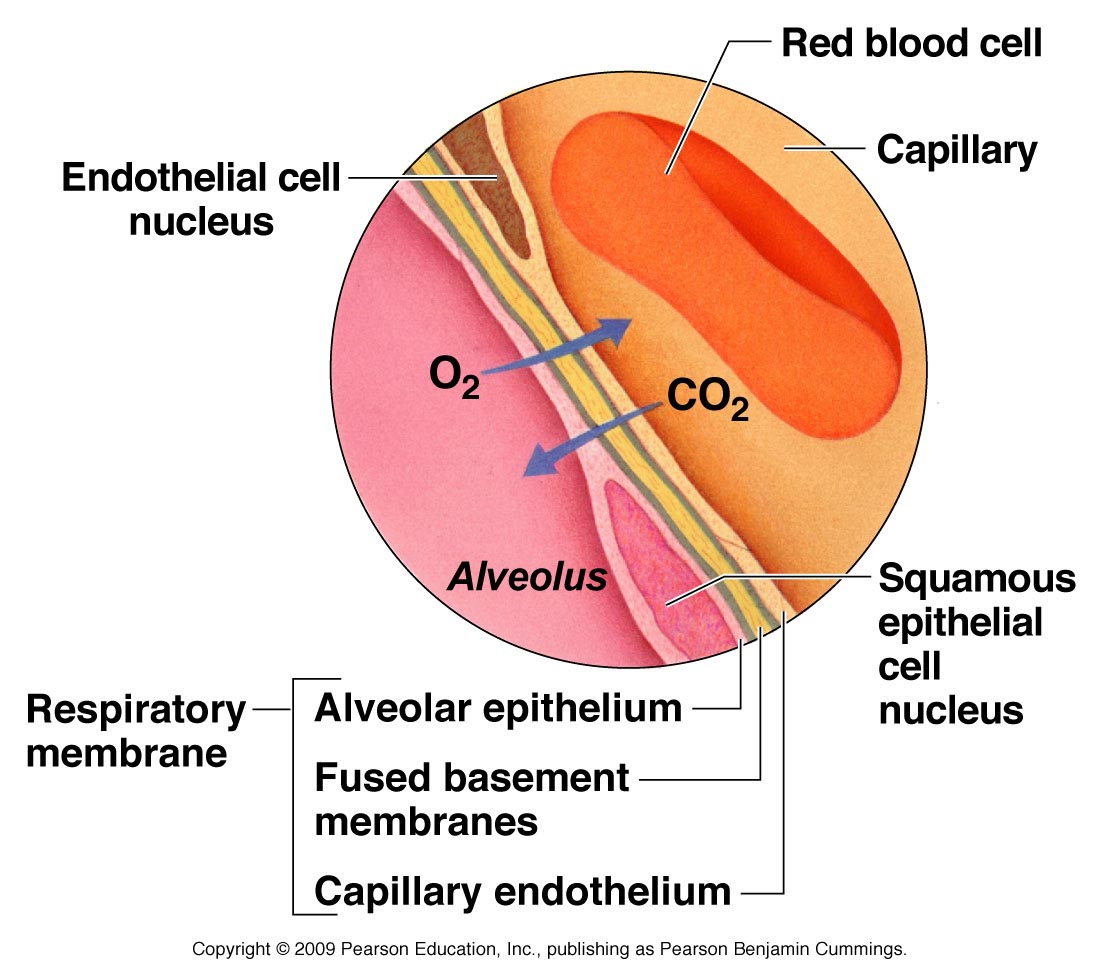 Red blood cell
Capillary
Endothelial cell
nucleus
O₂
CO₂
Alveolus
Squamous
epithelial
cell
nucleus
Respiratory
membrane
Alveolar epithelium
Fused basement
membranes
Capillary endothelium
Copyright © 2009 Pearson Education, Inc., publishing as Pearson Benjamin Cummings.